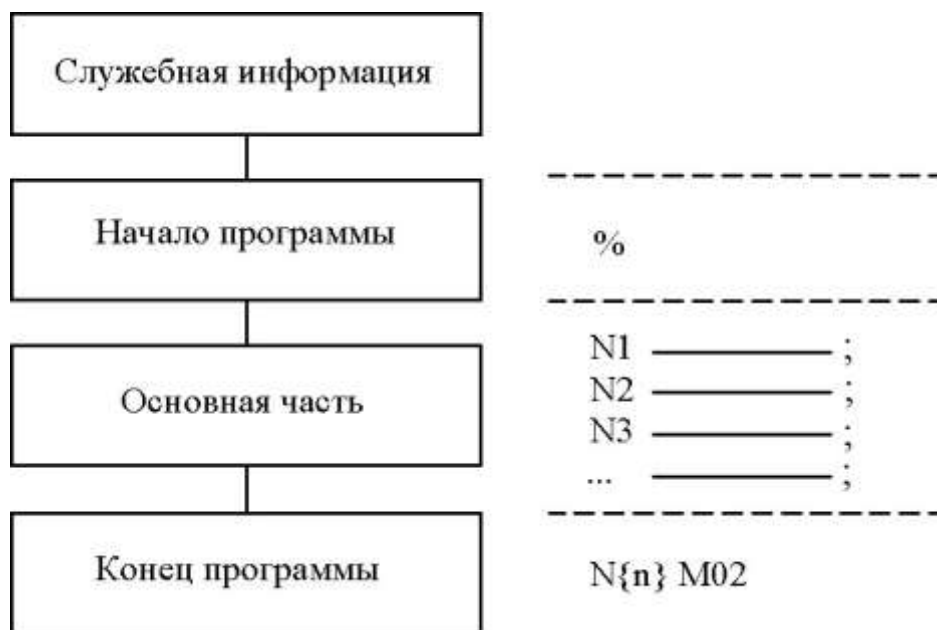 Служебная информация
Начало программы
%
Основная часть
N1 ;
N2 ;
N3 ;
... ;
Конец программы
N{n} M02